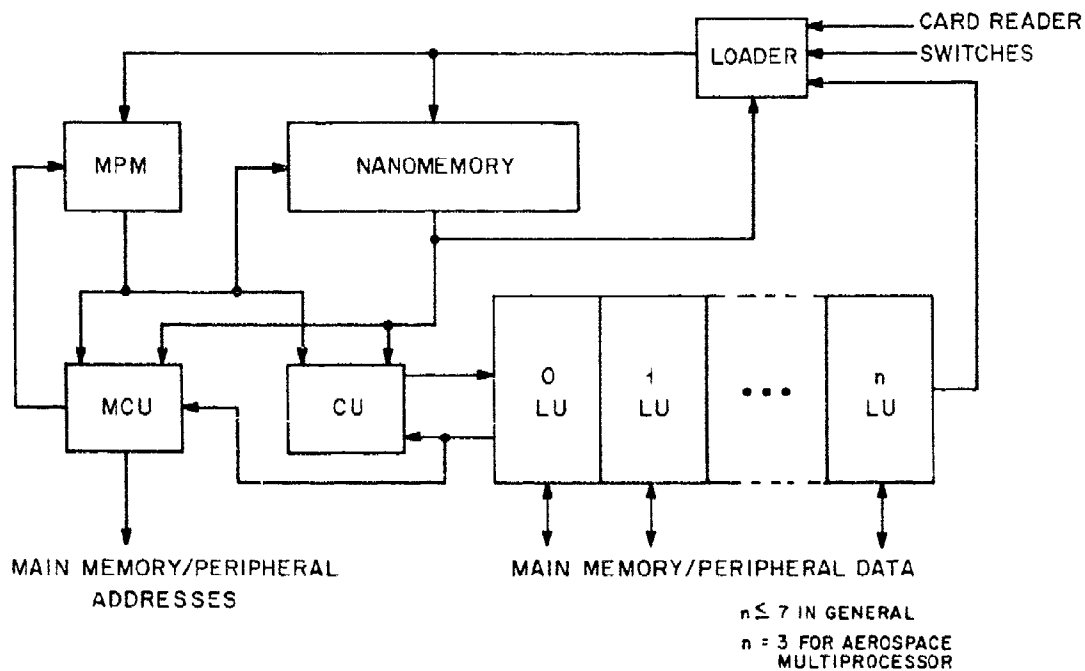 CARD READER
LOADER
SWITCHES
MPM
NANOMEMORY
MCU
CU
0
LU
1
LU
•••
n
LU
MAIN MEMORY/PERIPHERAL
ADDRESSES
MAIN MEMORY/PERIPHERAL DATA
n ≤ 7 IN GENERAL
n = 3 FOR AEROSPACE
MULTIPROCESSOR